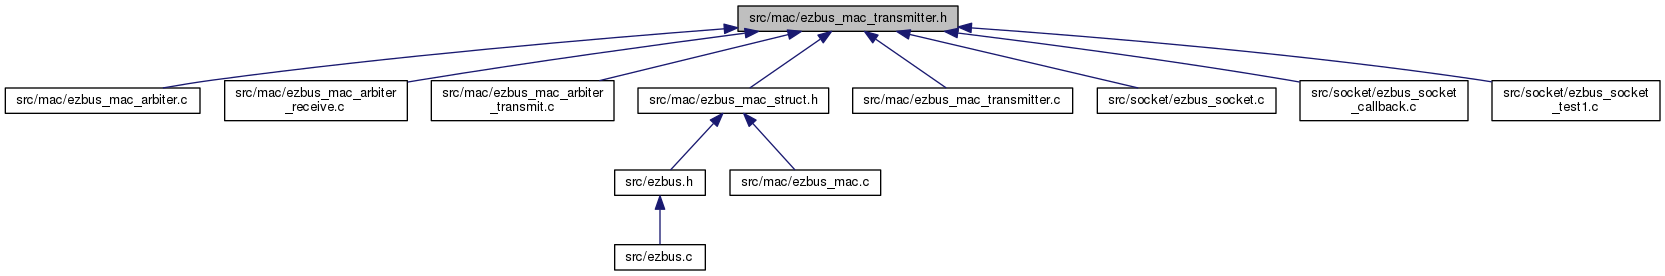 src/mac/ezbus_mac_transmitter.h
src/mac/ezbus_mac_arbiter.c
src/mac/ezbus_mac_arbiter
_receive.c
src/mac/ezbus_mac_arbiter
_transmit.c
src/mac/ezbus_mac_struct.h
src/mac/ezbus_mac_transmitter.c
src/socket/ezbus_socket.c
src/socket/ezbus_socket
_callback.c
src/socket/ezbus_socket
_test1.c
src/ezbus.h
src/mac/ezbus_mac.c
src/ezbus.c